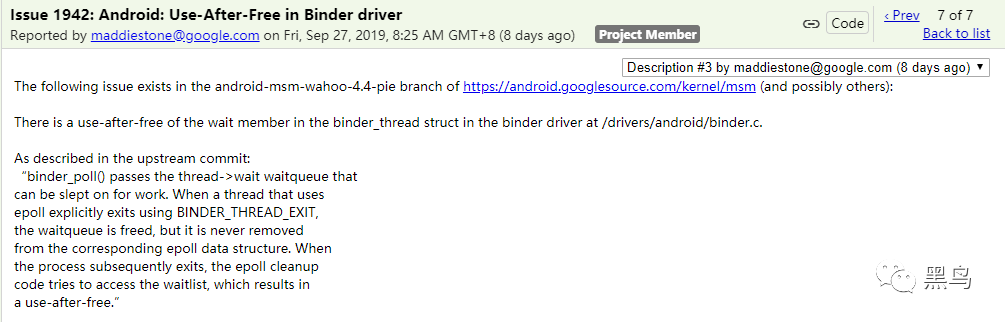 Issue 1942: Android: Use-After-Free in Binder driver
Reported by maddiestone@google.com on Fri, Sep 27, 2019, 8:25 AM GMT+8 (8 days ago) Project Member
Code
‹ Prev 7 of 7
Back to list
Description #3 by maddiestone@google.com (8 days ago) ▼
The following issue exists in the android-msm-wahoo-4.4-pie branch of https://android.googlesource.com/kernel/msm (and possibly others):
There is a use-after-free of the wait member in the binder_thread struct in the binder driver at /drivers/android/binder.c.
As described in the upstream commit:
“binder_poll() passes the thread->wait waitqueue that
can be slept on for work. When a thread that uses
epoll explicitly exits using BINDER_THREAD_EXIT,
the waitqueue is freed, but it is never removed
from the corresponding epoll data structure. When
the process subsequently exits, the epoll cleanup
code tries to access the waitlist, which results in
a use-after-free.”
黑鸟